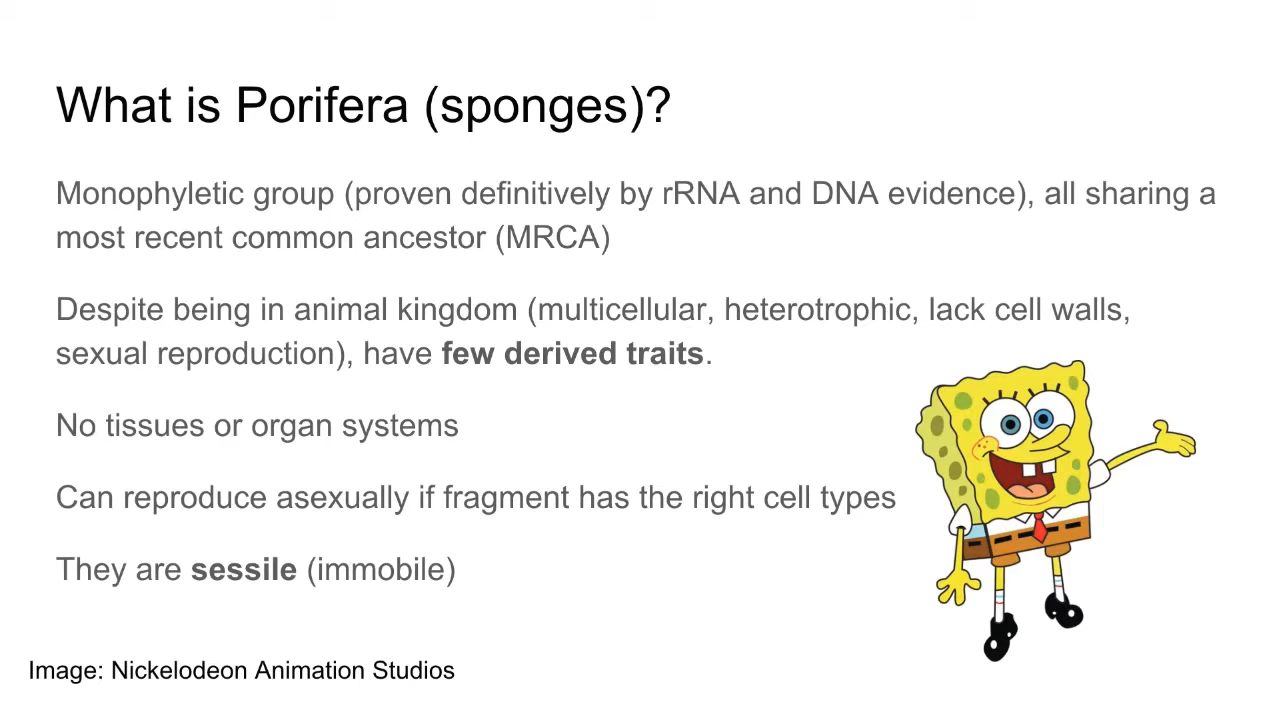 What is Porifera (sponges)?
Monophyletic group (proven definitively by rRNA and DNA evidence), all sharing a
most recent common ancestor (MRCA)
Despite being in animal kingdom (multicellular, heterotrophic, lack cell walls,
sexual reproduction), have few derived traits.
No tissues or organ systems
Can reproduce asexually if fragment has the right cell types
They are sessile (immobile)
Image: Nickelodeon Animation Studios